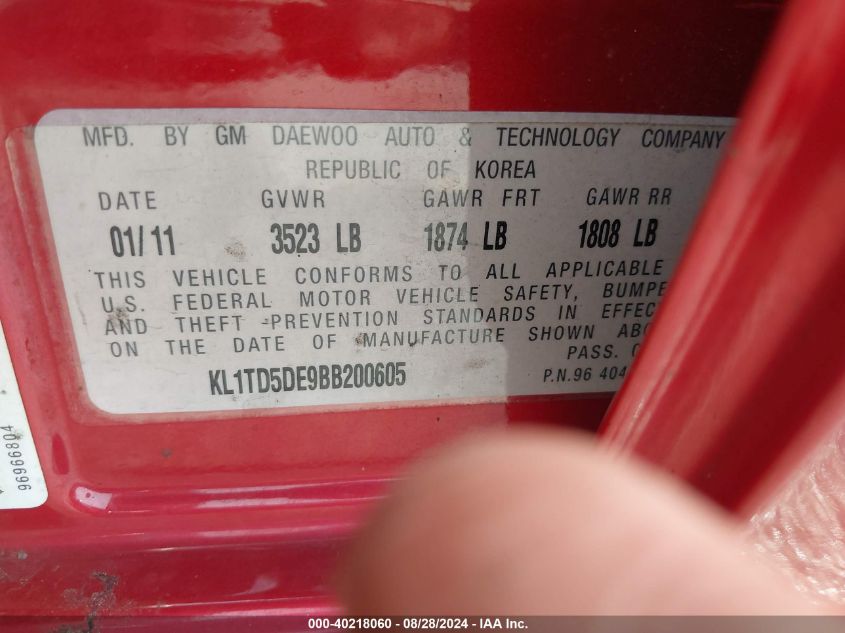 MFD. BY GM DAEWOO AUTO & TECHNOLOGY COMPANY
REPUBLIC OF KOREA
DATE GVWR GAWR FRT GAWR RR
01/11 3523 LB 1874 LB 1808 LB
THIS VEHICLE CONFORMS TO ALL APPLICABLE
U.S. FEDERAL MOTOR VEHICLE SAFETY, BUMPE
AND THEFT-PREVENTION STANDARDS IN EFFEC
ON THE DATE OF MANUFACTURE SHOWN ABO
PASS.
KL1TD5DE9BB200605 P.N.96 404
96966804
000-40218060 - 08/28/2024 - IAA Inc.